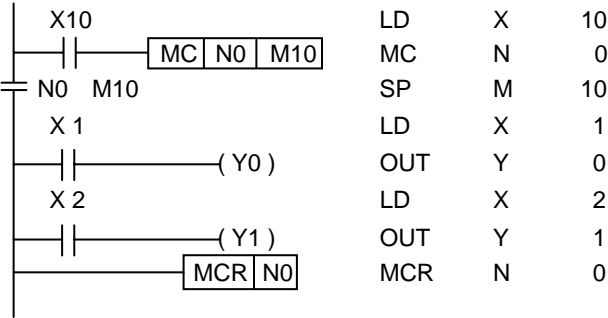 X10 LD X 10
MC N0 M10 MC N 0
N0 M10 SP M 10
X 1 LD X 1
( Y0 ) OUT Y 0
X 2 LD X 2
( Y1 ) OUT Y 1
MCR N0 MCR N 0